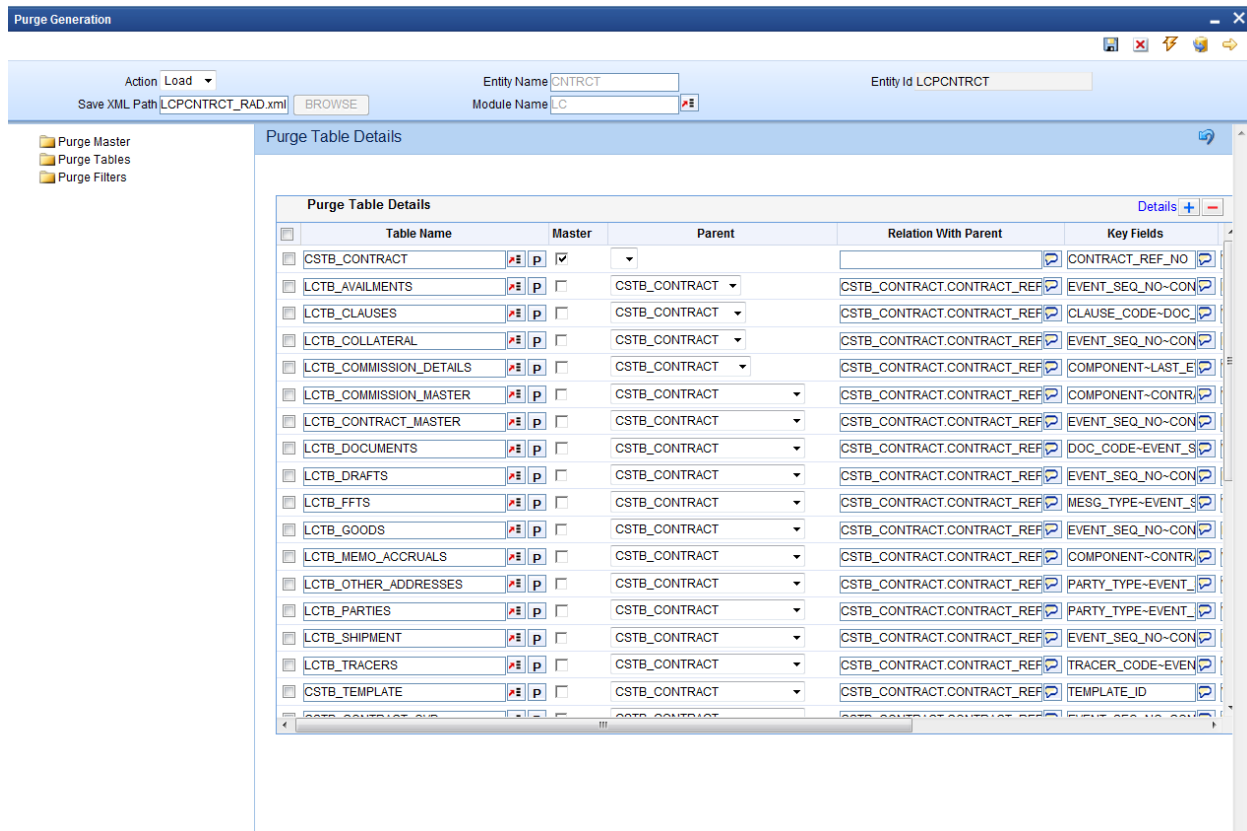 Purge Generation
Action Load Entity Name CNTRCT Entity Id LCPCNTRCT
Save XML Path LCPCNTRCT_RAD.xml BROWSE Module Name LC
Purge Master
Purge Tables
Purge Filters
Purge Table Details
Purge Table Details Details
Table Name Master Parent Relation With Parent Key Fields
CSTB_CONTRACT P CONTRACT_REF_NO
LCTB_AVAILMENTS P CSTB_CONTRACT CSTB_CONTRACT.CONTRACT_REF EVENT_SEQ_NO~CON
LCTB_CLAUSES P CSTB_CONTRACT CSTB_CONTRACT.CONTRACT_REF CLAUSE_CODE~DOC_
LCTB_COLLATERAL P CSTB_CONTRACT CSTB_CONTRACT.CONTRACT_REF EVENT_SEQ_NO~CON
LCTB_COMMISSION_DETAILS P CSTB_CONTRACT CSTB_CONTRACT.CONTRACT_REF COMPONENT~LAST_E
LCTB_COMMISSION_MASTER P CSTB_CONTRACT CSTB_CONTRACT.CONTRACT_REF COMPONENT~CONTR
LCTB_CONTRACT_MASTER P CSTB_CONTRACT CSTB_CONTRACT.CONTRACT_REF EVENT_SEQ_NO~CON
LCTB_DOCUMENTS P CSTB_CONTRACT CSTB_CONTRACT.CONTRACT_REF DOC_CODE~EVENT_S
LCTB_DRAFTS P CSTB_CONTRACT CSTB_CONTRACT.CONTRACT_REF EVENT_SEQ_NO~CON
LCTB_FFTS P CSTB_CONTRACT CSTB_CONTRACT.CONTRACT_REF MESG_TYPE~EVENT_S
LCTB_GOODS P CSTB_CONTRACT CSTB_CONTRACT.CONTRACT_REF EVENT_SEQ_NO~CON
LCTB_MEMO_ACCRUALS P CSTB_CONTRACT CSTB_CONTRACT.CONTRACT_REF COMPONENT~CONTR
LCTB_OTHER_ADDRESSES P CSTB_CONTRACT CSTB_CONTRACT.CONTRACT_REF PARTY_TYPE~EVENT_
LCTB_PARTIES P CSTB_CONTRACT CSTB_CONTRACT.CONTRACT_REF PARTY_TYPE~EVENT_
LCTB_SHIPMENT P CSTB_CONTRACT CSTB_CONTRACT.CONTRACT_REF EVENT_SEQ_NO~CON
LCTB_TRACERS P CSTB_CONTRACT CSTB_CONTRACT.CONTRACT_REF TRACER_CODE~EVEN
CSTB_TEMPLATE P CSTB_CONTRACT CSTB_CONTRACT.CONTRACT_REF TEMPLATE_ID